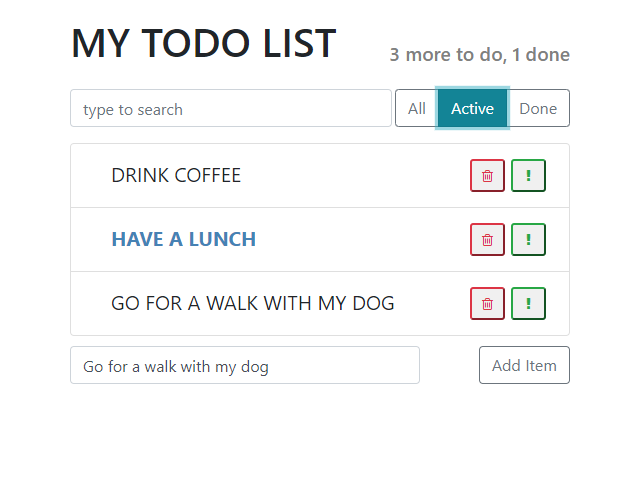 MY TODO LIST
3 more to do, 1 done
type to search
All
Active
Done
DRINK COFFEE
!
HAVE A LUNCH
!
GO FOR A WALK WITH MY DOG
!
Go for a walk with my dog
Add Item